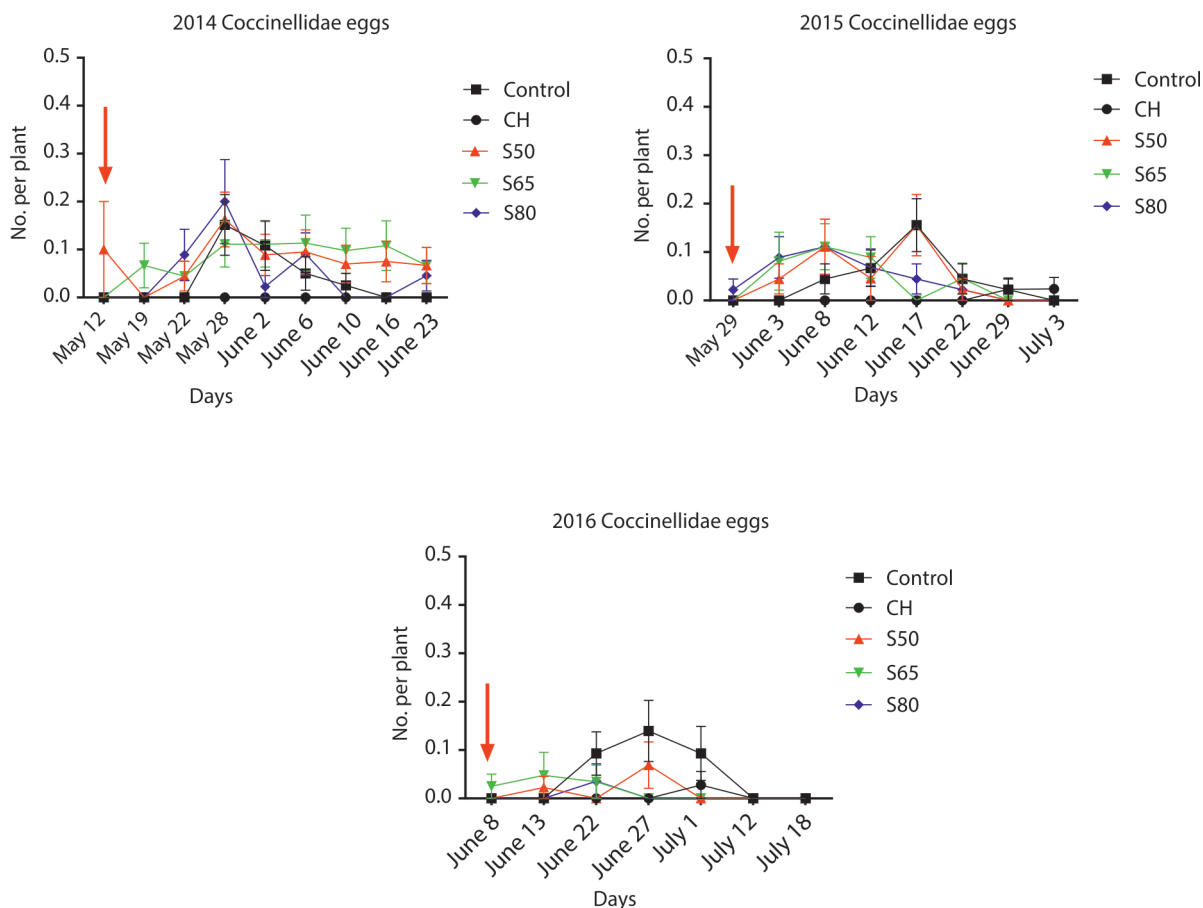 2014 Coccinellidae eggs
No. per plant
0.5
0.4
0.3
0.2
0.1
0.0
May 12
May 19
May 22
May 28
June 2
June 6
June 10
June 16
June 23
Days
Control
CH
S50
S65
S80
2015 Coccinellidae eggs
No. per plant
0.5
0.4
0.3
0.2
0.1
0.0
May 29
June 3
June 8
June 12
June 17
June 22
June 29
July 3
Days
Control
CH
S50
S65
S80
2016 Coccinellidae eggs
No. per plant
0.5
0.4
0.3
0.2
0.1
0.0
June 8
June 13
June 22
June 27
July 1
July 12
July 18
Days
Control
CH
S50
S65
S80